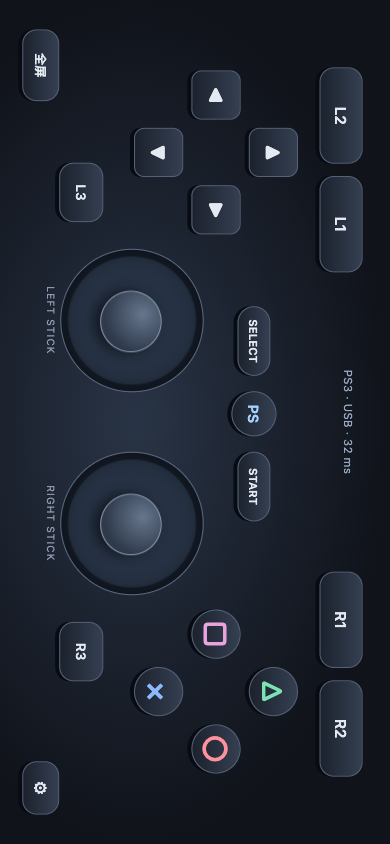 L2
L1
PS3 · USB · 32 ms
R1
R2
SELECT
PS
START
L3
R3
LEFT STICK
RIGHT STICK
全屏